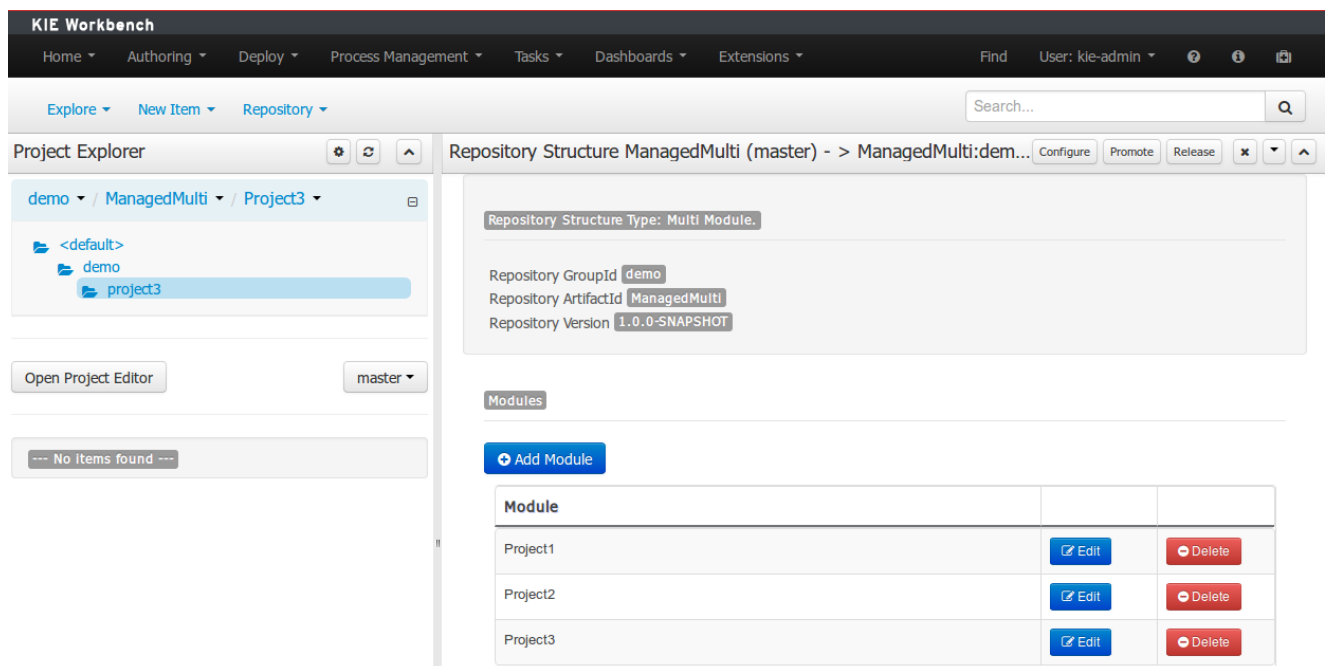 KIE Workbench
Home Authoring Deploy Process Management Tasks Dashboards Extensions Find User: kie-admin
Explore New Item Repository Search...
Project Explorer
demo / ManagedMulti / Project3
<default>
demo
project3
Open Project Editor master
--- No items found ---
Repository Structure ManagedMulti (master) - > ManagedMulti:dem... Configure Promote Release
Repository Structure Type: Multi Module.
Repository GroupId demo
Repository ArtifactId ManagedMulti
Repository Version 1.0.0-SNAPSHOT
Modules
Add Module
Module
Project1 Edit Delete
Project2 Edit Delete
Project3 Edit Delete